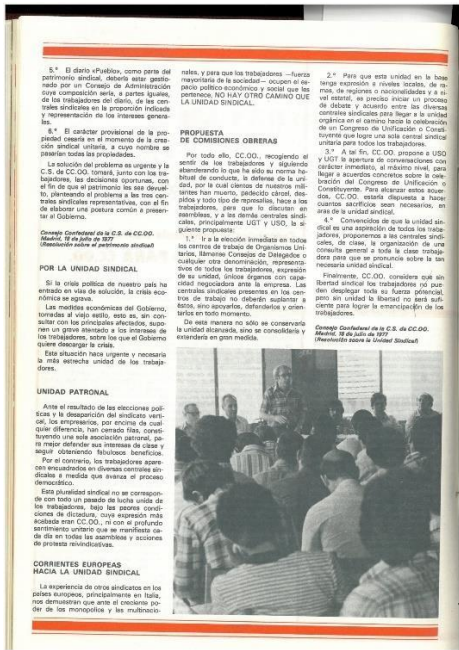 5.º El diario «Pueblo», como parte del
patrimonio sindical, debería estar gestio-
nado por un Consejo de Administración
cuya composición sería, a partes iguales,
de los trabajadores del diario, de las cen-
trales sindicales en la proporción indicada
y representación de los intereses genera-
les.
6.º El carácter provisional de la pro-
piedad cesaría en el momento de la crea-
ción sindical unitaria, a cuyo nombre se
pasarían todas las propiedades.
La solución del problema es urgente y la
C.S. de CC.OO. tomará, junto con los tra-
bajadores, las decisiones oportunas, con
el fin de que el patrimonio les sea devuel-
to, planteando el problema a las tres cen-
trales sindicales representativas, con el fin
de elaborar una postura común a presen-
tar al Gobierno.
Consejo Confederal de la C.S. de CC.OO.
Madrid, 16 de julio de 1977
(Resolución sobre el patrimonio sindical)
POR LA UNIDAD SINDICAL
Si la crisis política de nuestro país ha
entrado en vías de solución, la crisis eco-
nómica se agrava.
Las medidas económicas del Gobierno,
tomadas al viejo estilo, esto es, sin con-
sultar con los principales afectados, supo-
nen un grave atentado a los intereses de
los trabajadores, sobre los que el Gobierno
quiere descargar la crisis.
Esta situación hace urgente y necesaria
la más estrecha unidad de los trabaja-
dores.
UNIDAD PATRONAL
Ante el resultado de las elecciones polí-
ticas y la desaparición del sindicato verti-
cal, los empresarios, por encima de cual-
quier diferencia, han cerrado filas, consti-
tuyendo una sola asociación patronal, pa-
ra mejor defender sus intereses de clase y
seguir obteniendo fabulosos beneficios.
Por el contrario, los trabajadores apare-
cen encuadrados en diversas centrales sin-
dicales a medida que avanza el proceso
democrático.
Esta pluralidad sindical no se correspon-
de con todo un pasado de lucha unida de
los trabajadores, bajo las peores condi-
ciones de dictadura, cuya expresión más
acabada eran CC.OO., ni con el profundo
sentimiento unitario que se manifiesta ca-
da día en todas las asambleas y acciones
de protesta reivindicativas.
CORRIENTES EUROPEAS
HACIA LA UNIDAD SINDICAL
La experiencia de otros sindicatos en los
países europeos, principalmente en Italia,
nos demuestran que ante el creciente po-
der de los monopolios y las multinacio-
nales, y para que los trabajadores —fuerza
mayoritaria de la sociedad— ocupen el es-
pacio político-económico y social que les
pertenece, NO HAY OTRO CAMINO QUE
LA UNIDAD SINDICAL.
PROPUESTA
DE COMISIONES OBRERAS
Por todo ello, CC.OO., recogiendo el
sentir de los trabajadores y siguiendo
abanderando lo que ha sido su norma ha-
bitual de conducta, la defensa de la uni-
dad, por la cual cientos de nuestros mili-
tantes han muerto, padecido cárcel, des-
pidos y todo tipo de represalias, hace a los
trabajadores, para que lo discutan en
asambleas, y a las demás centrales sindi-
cales, principalmente UGT y USO, la si-
guiente propuesta:
1.º Ir a la elección inmediata en todos
los centros de trabajo de Organismos Uni-
tarios, llámense Consejos de Delegados o
cualquier otra denominación, representa-
tivos de todos los trabajadores, expresión
de su unidad, únicos órganos con capa-
cidad negociadora ante la empresa. Las
centrales sindicales presentes en los cen-
tros de trabajo no deberán suplantar a
éstos, sino apoyarles, defenderlos y orien-
tarlos en todo momento.
De esta manera no sólo se conservaría
la unidad alcanzada, sino se consolidaría y
extendería en gran medida.
2.º Para que esta unidad en la base
tenga expresión a niveles locales, de ra-
mas, de regiones o nacionalidades y a ni-
vel estatal, es preciso iniciar un proceso
de debate y acuerdo entre las diversas
centrales sindicales para llegar a la unidad
orgánica en el camino hacia la celebración
de un Congreso de Unificación o Consti-
tuyente que logre una sola central sindical
unitaria para todos los trabajadores.
3.º A tal fin, CC.OO. propone a USO
y UGT la apertura de conversaciones con
carácter inmediato, al máximo nivel, para
llegar a acuerdos concretos sobre la cele-
bración del Congreso de Unificación o
Constituyente. Para alcanzar estos acuer-
dos, CC.OO. estaría dispuesta a hacer
cuantos sacrificios sean necesarios, en
aras de la unidad sindical.
4.º Convencidos de que la unidad sin-
dical es una aspiración de todos los traba-
jadores, proponemos a las centrales sindi-
cales, de clase, la organización de una
consulta general a toda la clase trabaja-
dora para que se pronuncie sobre la tan
necesaria unidad sindical.
Finalmente, CC.OO. considera que sin
libertad sindical los trabajadores no pue-
den desplegar toda su fuerza potencial,
pero sin unidad la libertad no será sufi-
ciente para lograr la emancipación de los
trabajadores.
Consejo Confederal de la C.S. de CC.OO.
Madrid, 16 de julio de 1977
(Resolución sobre la Unidad Sindical)